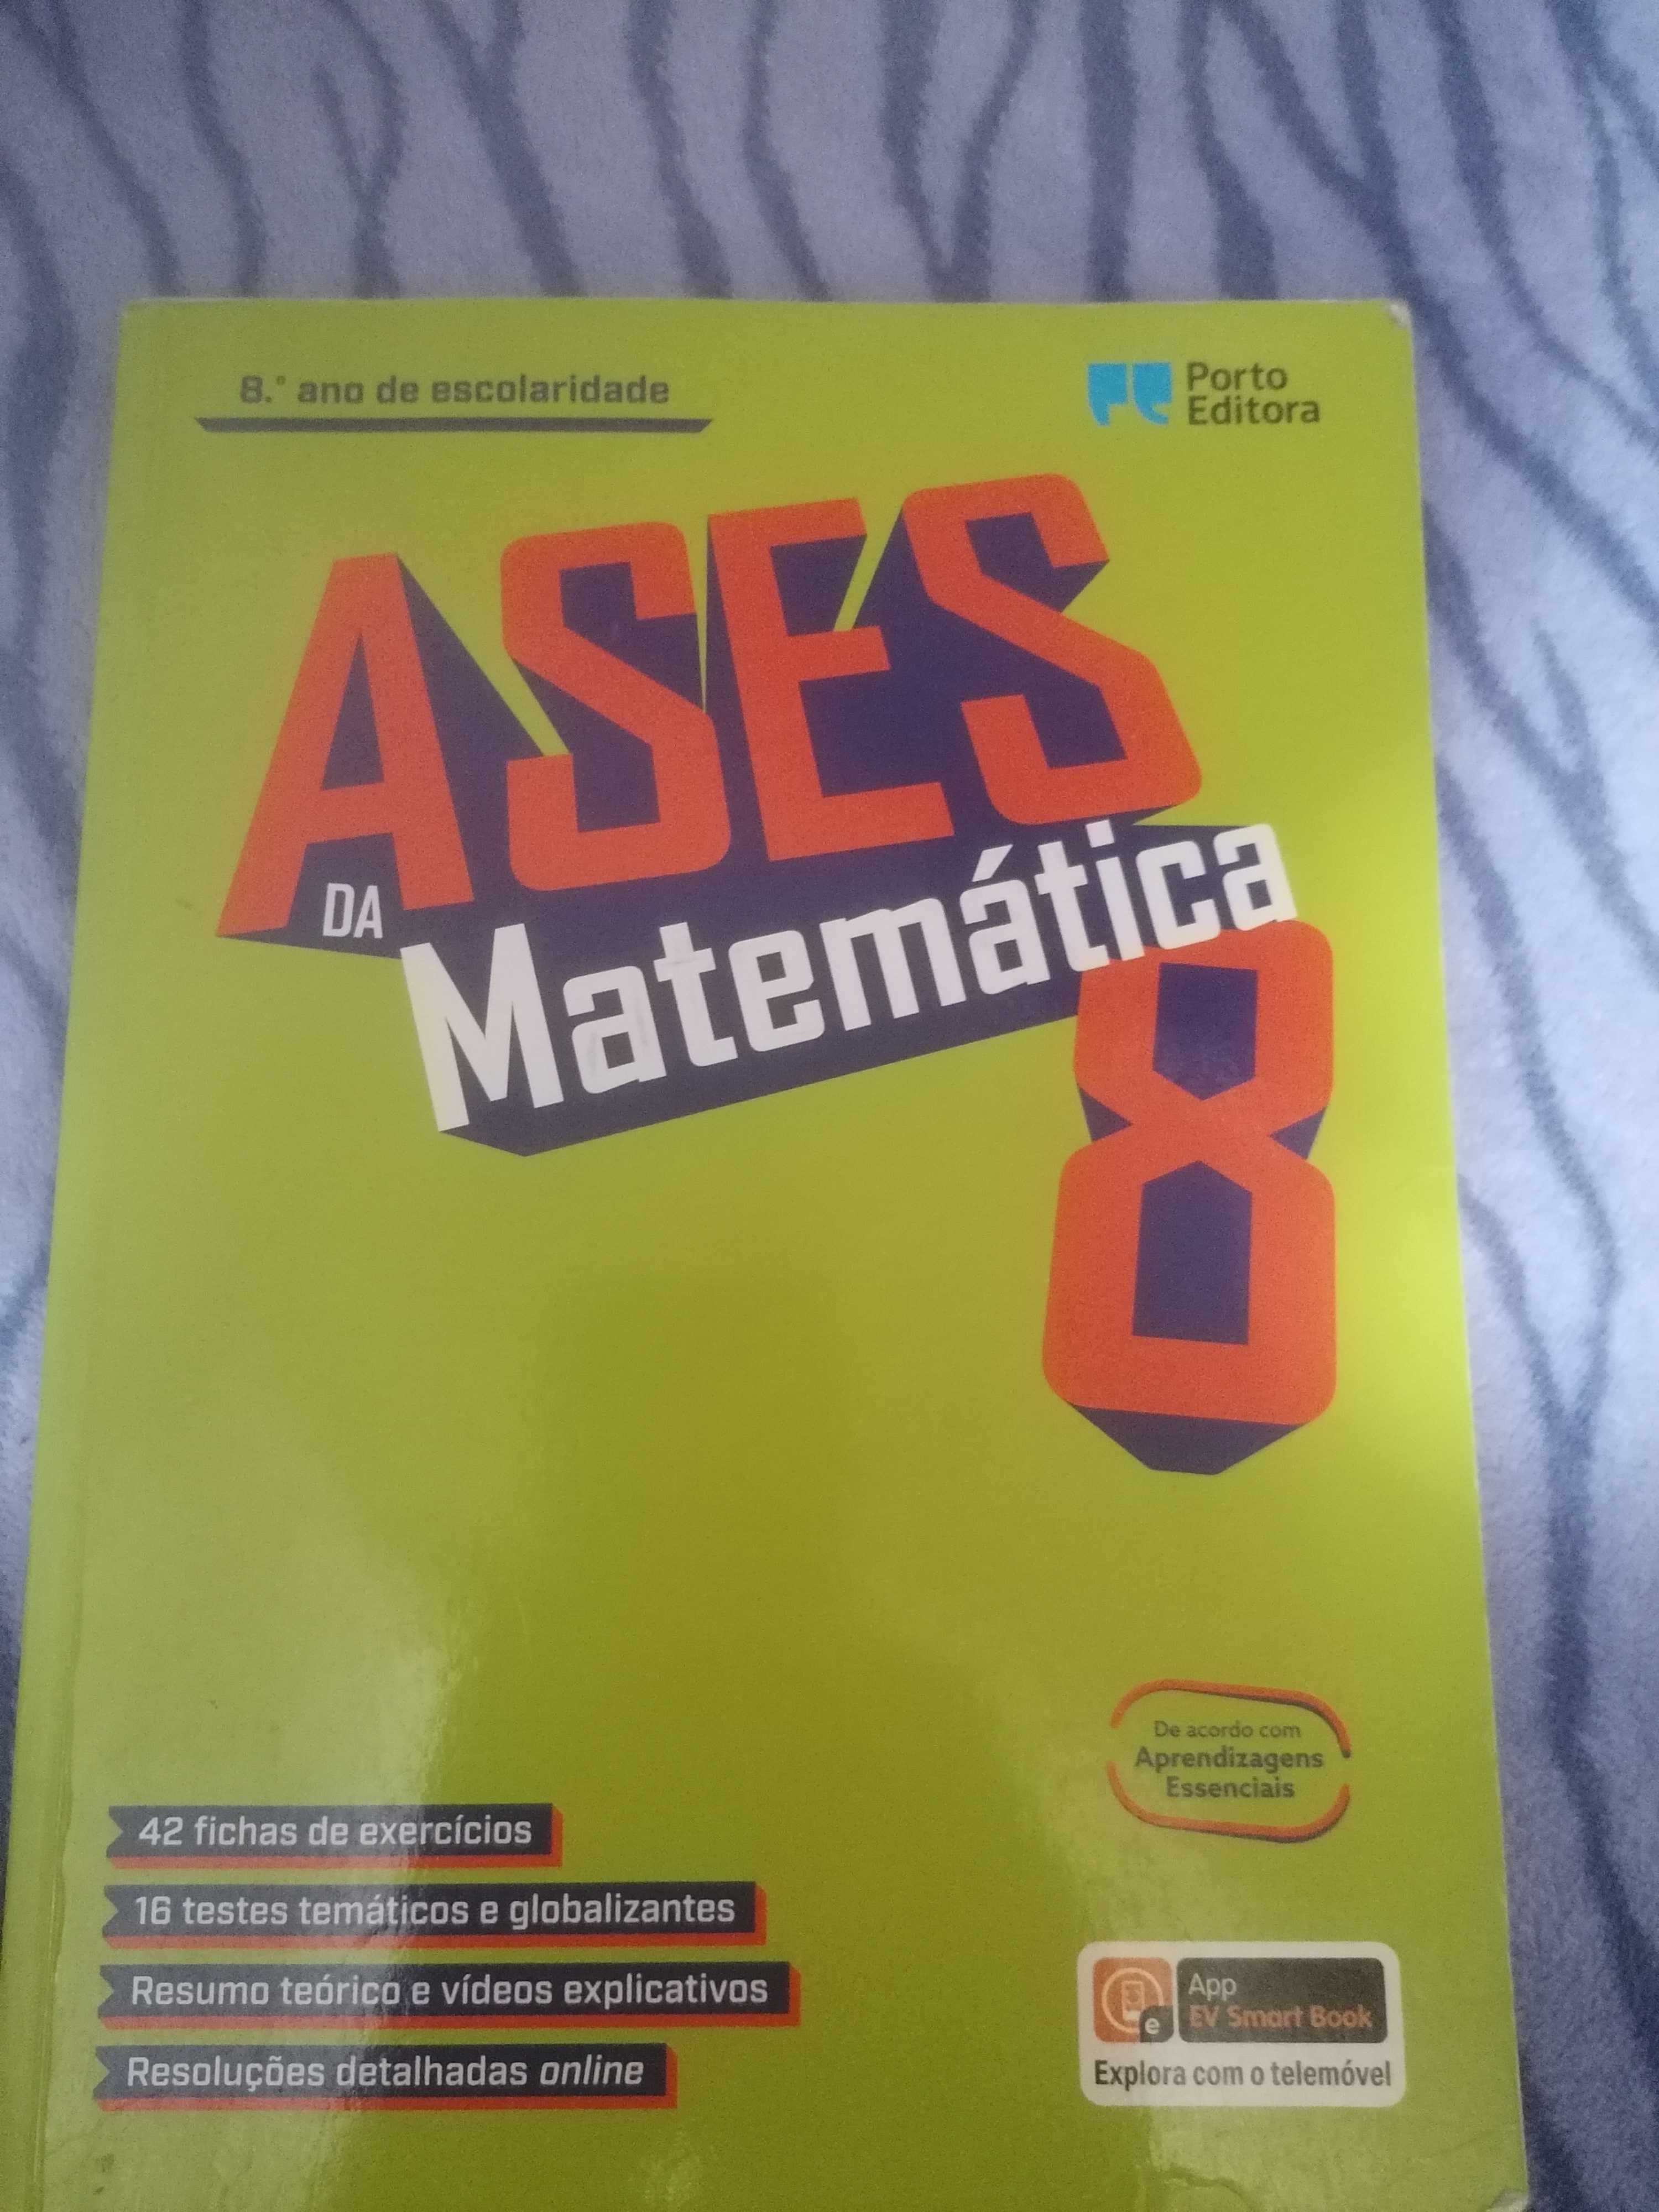 8.º ano de escolaridade
Porto
Editora
ASES
DA
Matemática
8
De acordo com
Aprendizagens
Essenciais
42 fichas de exercícios
16 testes temáticos e globalizantes
Resumo teórico e vídeos explicativos
Resoluções detalhadas online
e
App
EV Smart Book
Explora com o telemóvel